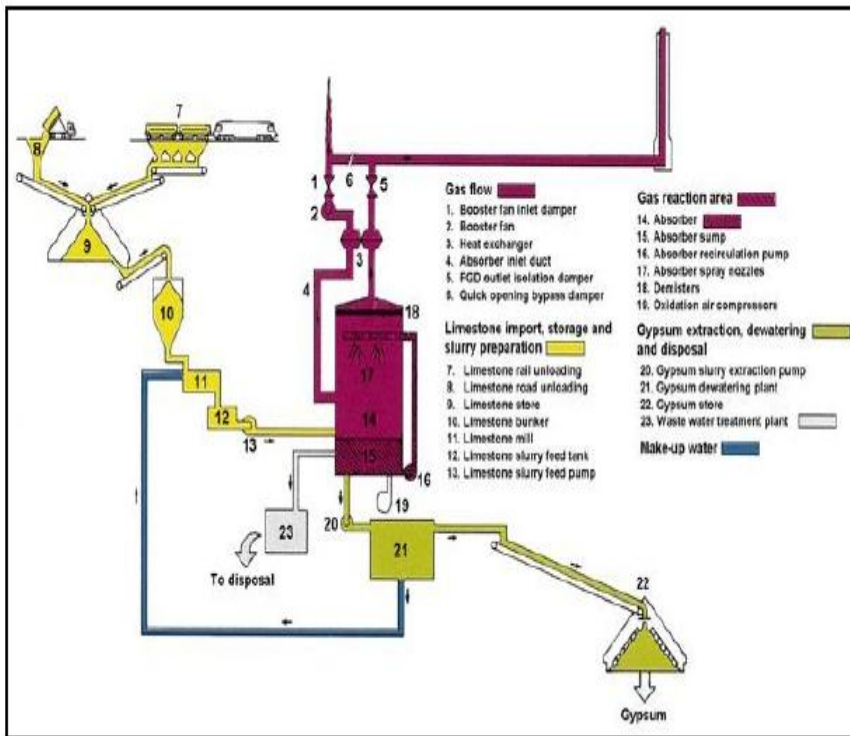 7
8
1
6
5
2
9
3
4
10
18
17
11
14
12
13
15
16
19
20
23
21
22
To disposal
Gypsum
Gas flow
1. Booster fan inlet damper
2. Booster fan
3. Heat exchanger
4. Absorber inlet duct
5. FGD outlet isolation damper
6. Quick opening bypass damper
Limestone import, storage and
slurry preparation
7. Limestone rail unloading
8. Limestone road unloading
9. Limestone store
10. Limestone bunker
11. Limestone mill
12. Limestone slurry feed tank
13. Limestone slurry feed pump
Gas reaction area
14. Absorber
15. Absorber sump
16. Absorber recirculation pump
17. Absorber spray nozzles
18. Demisters
19. Oxidation air compressors
Gypsum extraction, dewatering
and disposal
20. Gypsum slurry extraction pump
21. Gypsum dewatering plant
22. Gypsum store
23. Waste water treatment plant
Make-up water